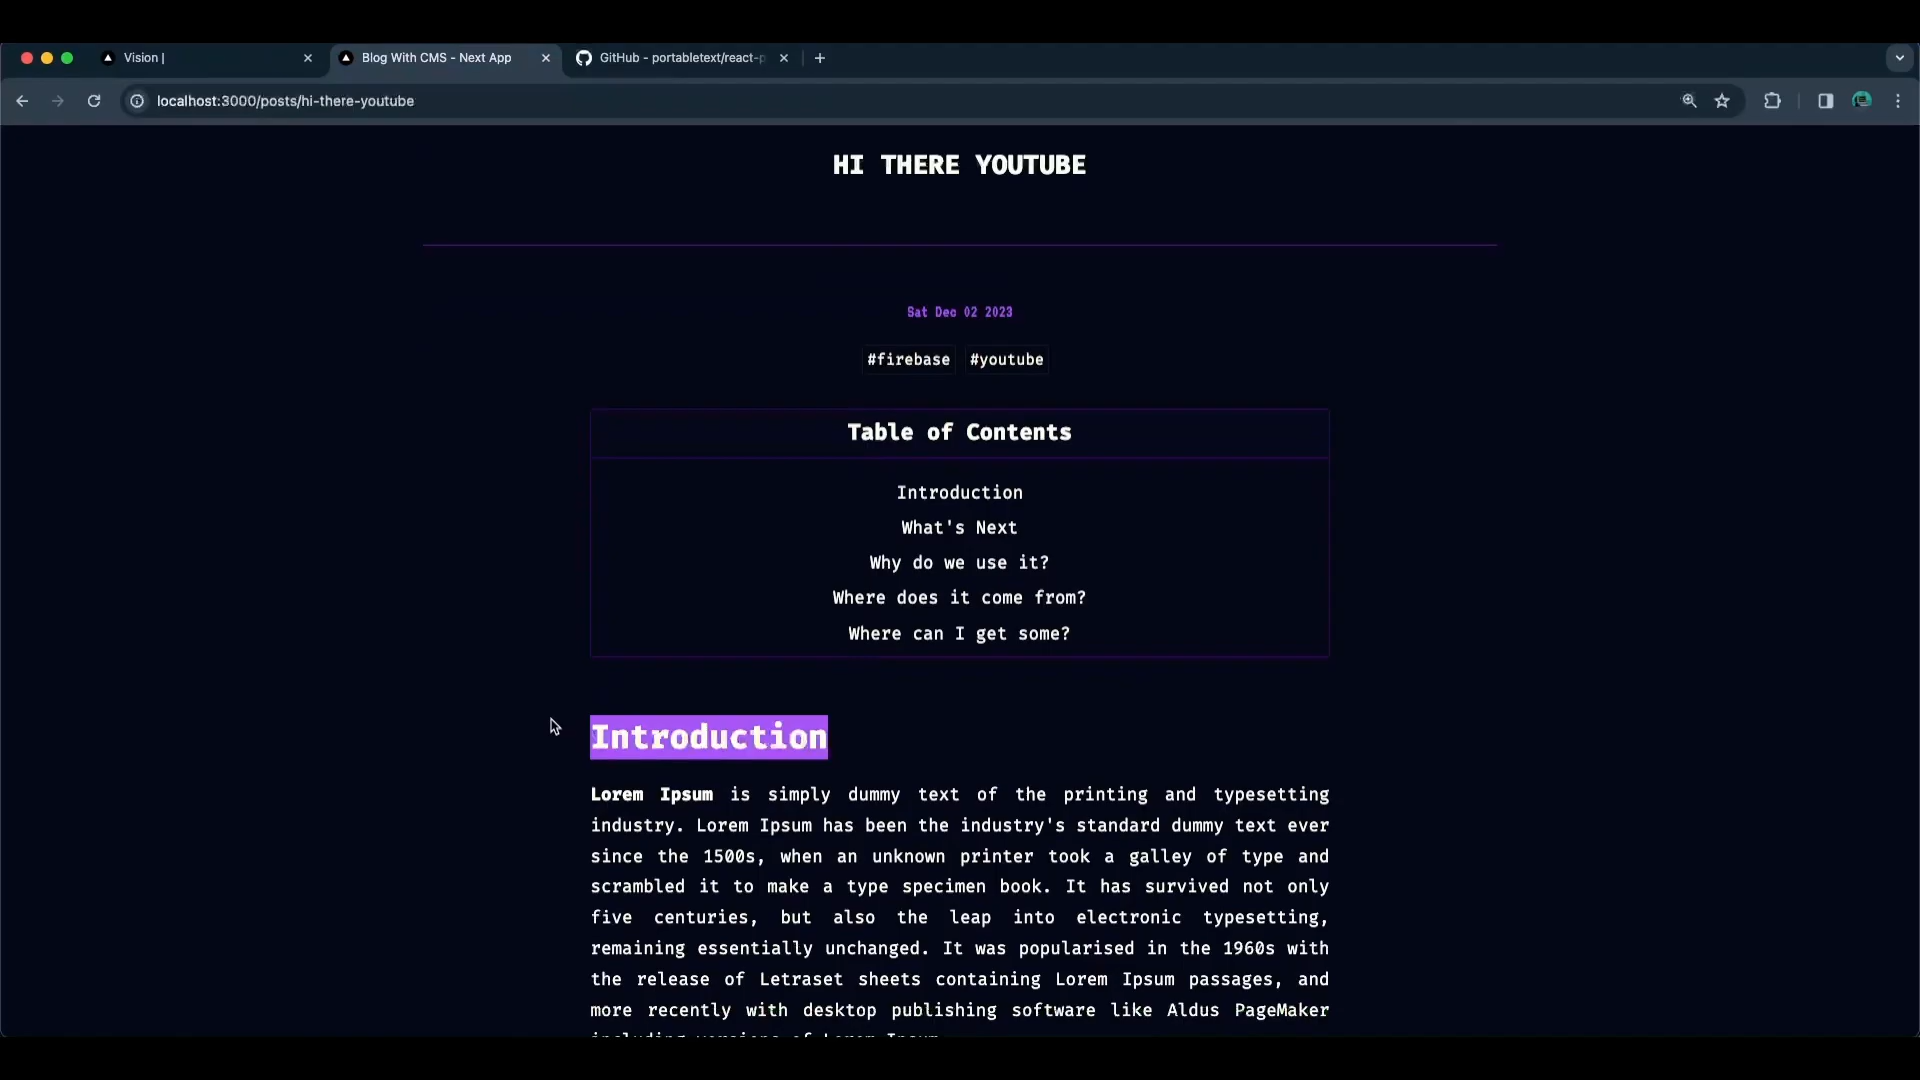 Vision |
Blog With CMS - Next App
GitHub - portabletext/react-p
localhost:3000/posts/hi-there-youtube
HI THERE YOUTUBE
Sat Dec 02 2023
#firebase #youtube
Table of Contents
Introduction
What's Next
Why do we use it?
Where does it come from?
Where can I get some?
Introduction
Lorem Ipsum is simply dummy text of the printing and typesetting
industry. Lorem Ipsum has been the industry's standard dummy text ever
since the 1500s, when an unknown printer took a galley of type and
scrambled it to make a type specimen book. It has survived not only
five centuries, but also the leap into electronic typesetting,
remaining essentially unchanged. It was popularised in the 1960s with
the release of Letraset sheets containing Lorem Ipsum passages, and
more recently with desktop publishing software like Aldus PageMaker
including versions of Lorem Ipsum.